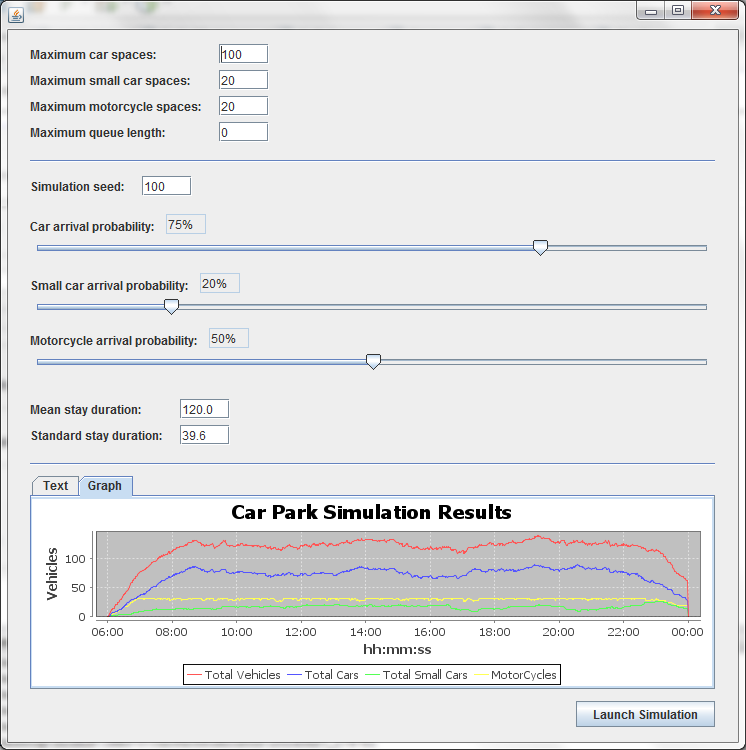 Maximum car spaces: 100
Maximum small car spaces: 20
Maximum motorcycle spaces: 20
Maximum queue length: 0
Simulation seed: 100
Car arrival probability: 75%
Small car arrival probability: 20%
Motorcycle arrival probability: 50%
Mean stay duration: 120.0
Standard stay duration: 39.6
Text Graph
Car Park Simulation Results
Vehicles
100
50
0
06:00 08:00 10:00 12:00 14:00 16:00 18:00 20:00 22:00 00:00
hh:mm:ss
Total Vehicles Total Cars Total Small Cars MotorCycles
Launch Simulation